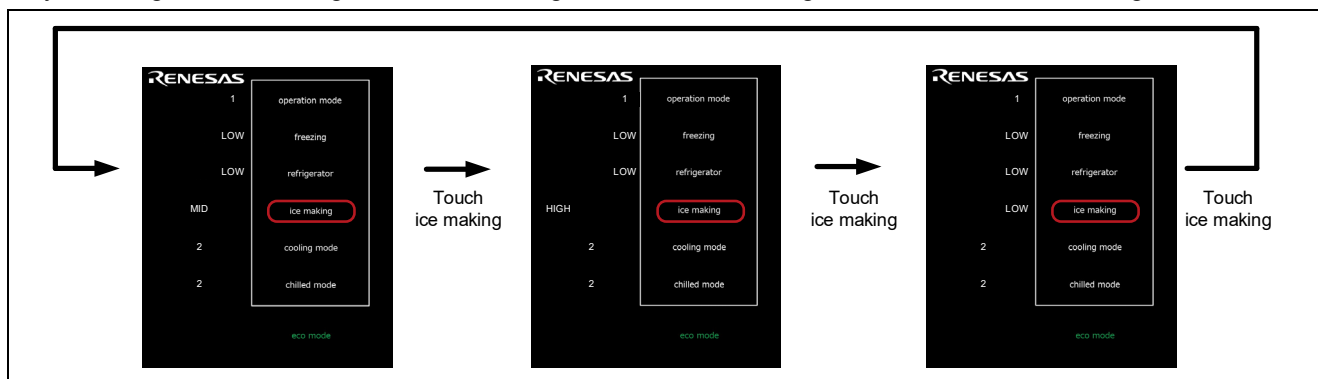 RENESAS
1 operation mode
LOW freezing
LOW refrigerator
MID ice making
2 cooling mode
2 chilled mode
eco mode
Touch
ice making
RENESAS
1 operation mode
LOW freezing
LOW refrigerator
HIGH ice making
2 cooling mode
2 chilled mode
eco mode
Touch
ice making
RENESAS
1 operation mode
LOW freezing
LOW refrigerator
LOW ice making
2 cooling mode
2 chilled mode
eco mode
Touch
ice making